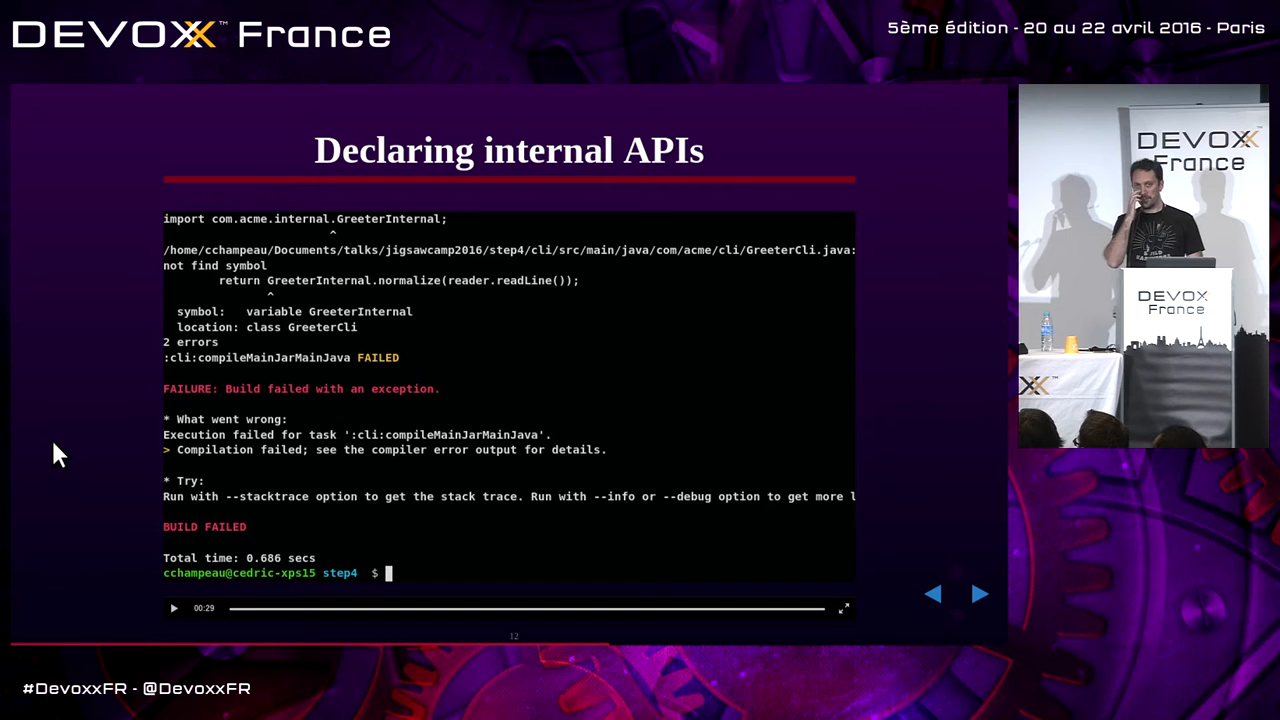 DEVOXX™ France
5ème édition - 20 au 22 avril 2016 - Paris
Declaring internal APIs
import com.acme.internal.GreeterInternal;
^
/home/cchampeau/Documents/talks/jigsawcamp2016/step4/cli/src/main/java/com/acme/cli/GreeterCli.java:
not find symbol
return GreeterInternal.normalize(reader.readLine());
^
symbol: variable GreeterInternal
location: class GreeterCli
2 errors
:cli:compileMainJarMainJava FAILED
FAILURE: Build failed with an exception.
* What went wrong:
Execution failed for task ':cli:compileMainJarMainJava'.
> Compilation failed; see the compiler error output for details.
* Try:
Run with --stacktrace option to get the stack trace. Run with --info or --debug option to get more l
BUILD FAILED
Total time: 0.686 secs
cchampeau@cedric-xps15 step4 $
00:29
12
DEVOXX™
France
DEVOX
France
#DevoxxFR - @DevoxxFR